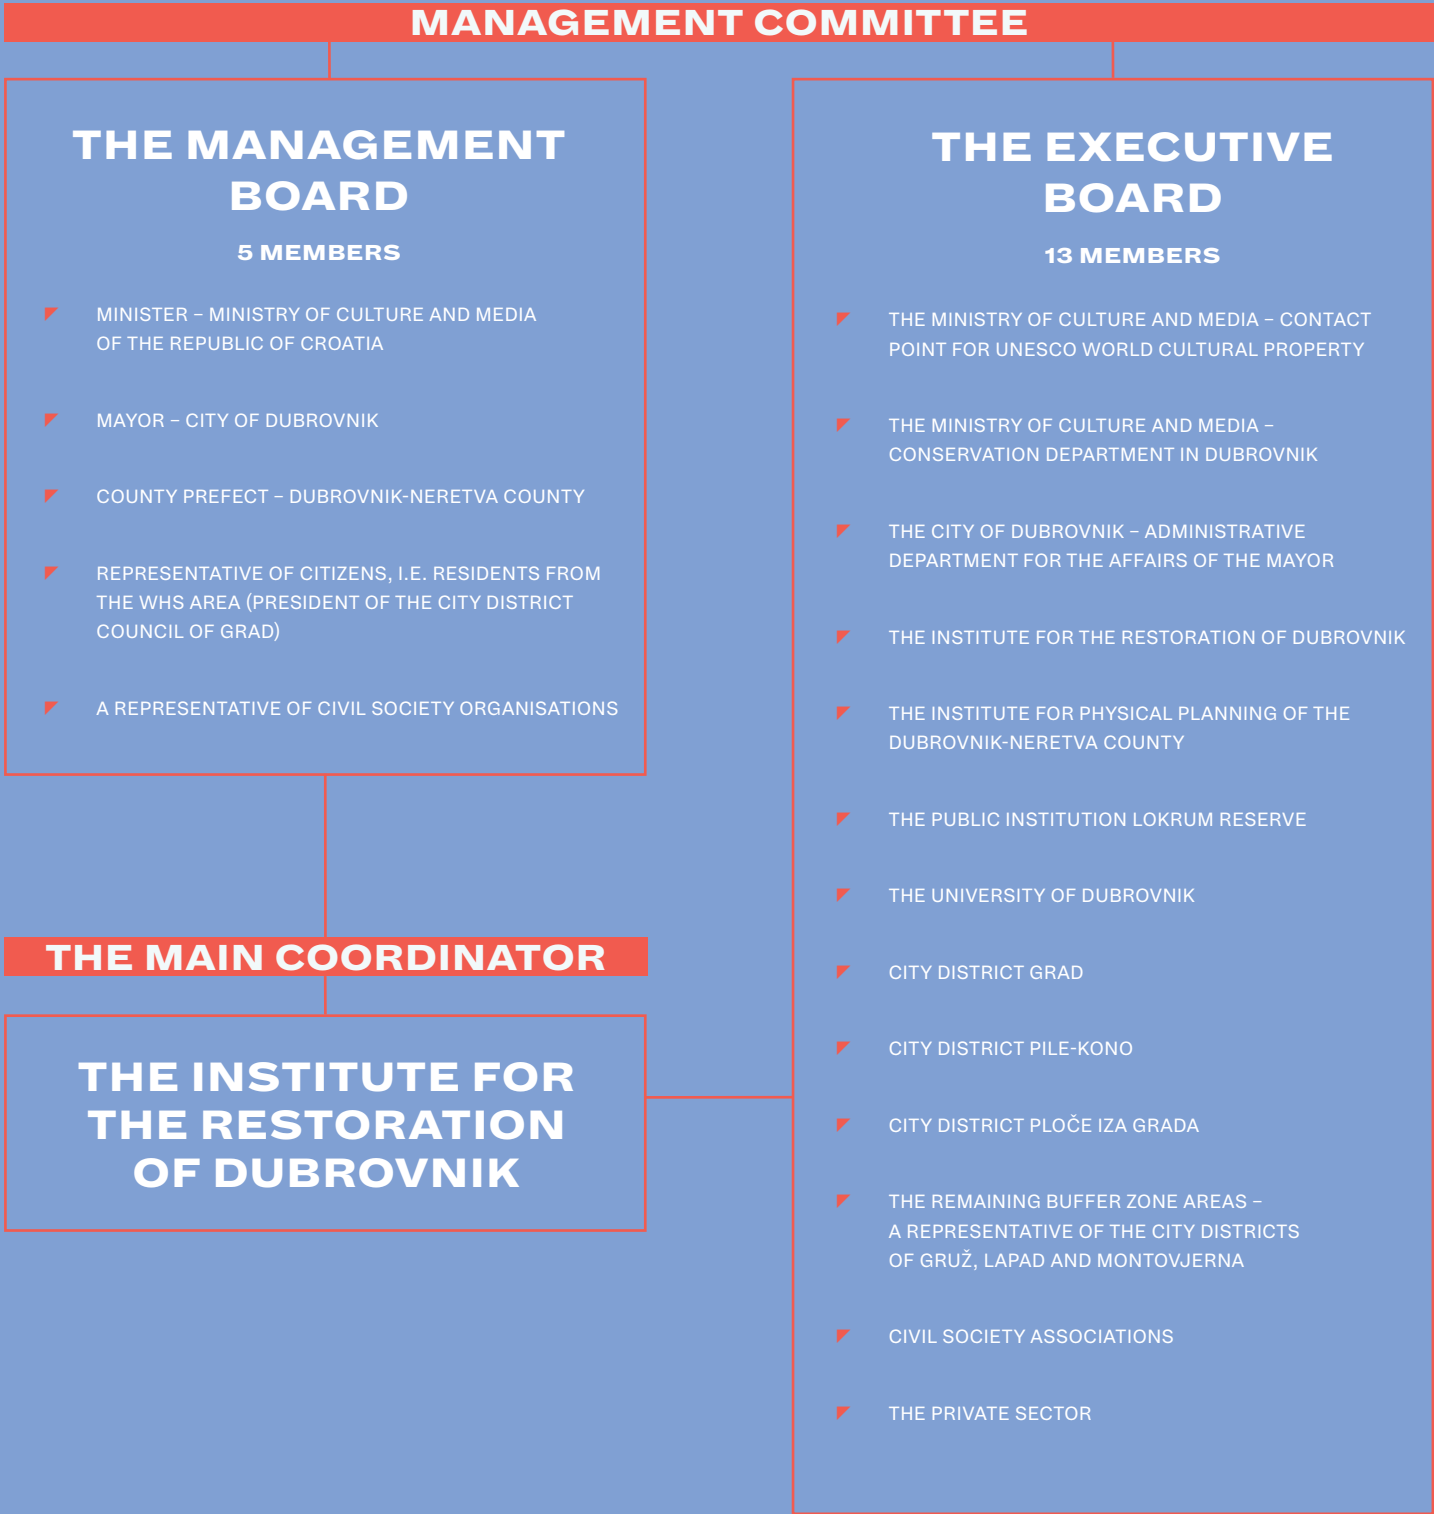 MANAGEMENT COMMITTEE
THE MANAGEMENT
BOARD
5 MEMBERS
MINISTER – MINISTRY OF CULTURE AND MEDIA
OF THE REPUBLIC OF CROATIA
MAYOR – CITY OF DUBROVNIK
COUNTY PREFECT – DUBROVNIK-NERETVA COUNTY
REPRESENTATIVE OF CITIZENS, I.E. RESIDENTS FROM
THE WHS AREA (PRESIDENT OF THE CITY DISTRICT
COUNCIL OF GRAD)
A REPRESENTATIVE OF CIVIL SOCIETY ORGANISATIONS
THE MAIN COORDINATOR
THE INSTITUTE FOR
THE RESTORATION
OF DUBROVNIK
THE EXECUTIVE
BOARD
13 MEMBERS
THE MINISTRY OF CULTURE AND MEDIA – CONTACT
POINT FOR UNESCO WORLD CULTURAL PROPERTY
THE MINISTRY OF CULTURE AND MEDIA –
CONSERVATION DEPARTMENT IN DUBROVNIK
THE CITY OF DUBROVNIK – ADMINISTRATIVE
DEPARTMENT FOR THE AFFAIRS OF THE MAYOR
THE INSTITUTE FOR THE RESTORATION OF DUBROVNIK
THE INSTITUTE FOR PHYSICAL PLANNING OF THE
DUBROVNIK-NERETVA COUNTY
THE PUBLIC INSTITUTION LOKRUM RESERVE
THE UNIVERSITY OF DUBROVNIK
CITY DISTRICT GRAD
CITY DISTRICT PILE-KONO
CITY DISTRICT PLOČE IZA GRADA
THE REMAINING BUFFER ZONE AREAS –
A REPRESENTATIVE OF THE CITY DISTRICTS
OF GRUŽ, LAPAD AND MONTOVJERNA
CIVIL SOCIETY ASSOCIATIONS
THE PRIVATE SECTOR